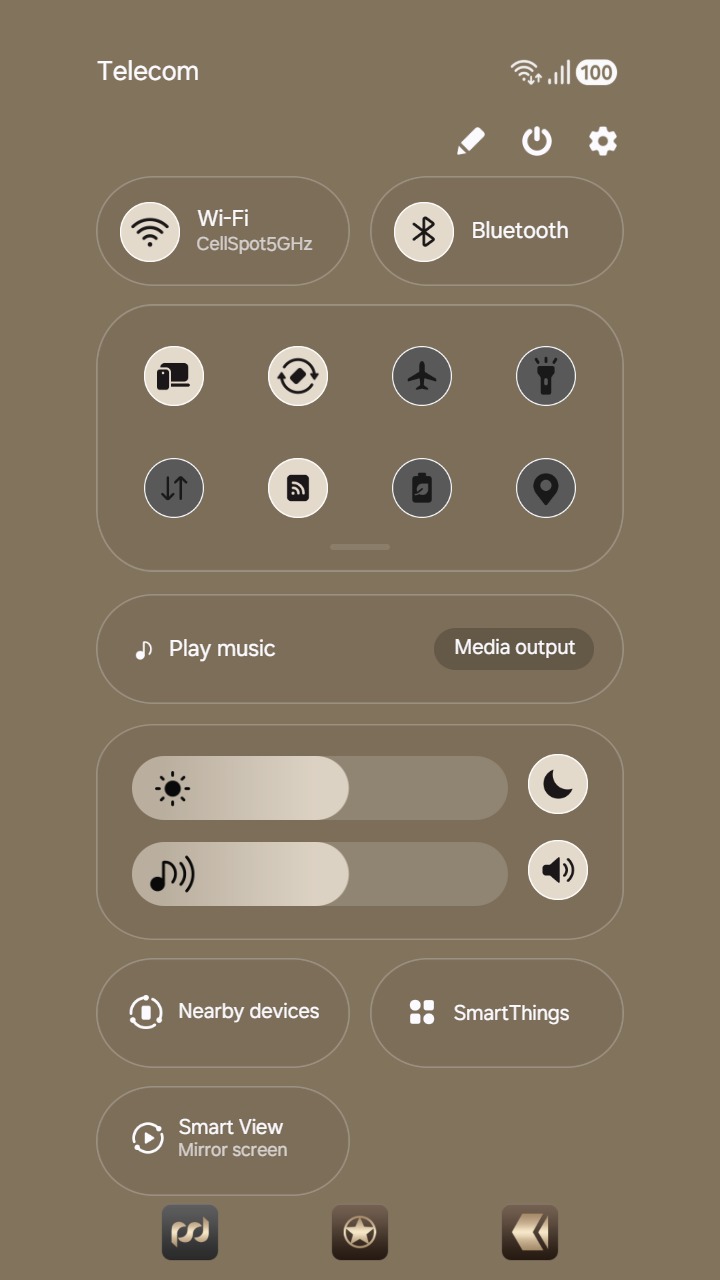 Telecom
100
Wi-Fi
CellSpot5GHz
Bluetooth
Play music
Media output
Nearby devices
SmartThings
Smart View
Mirror screen